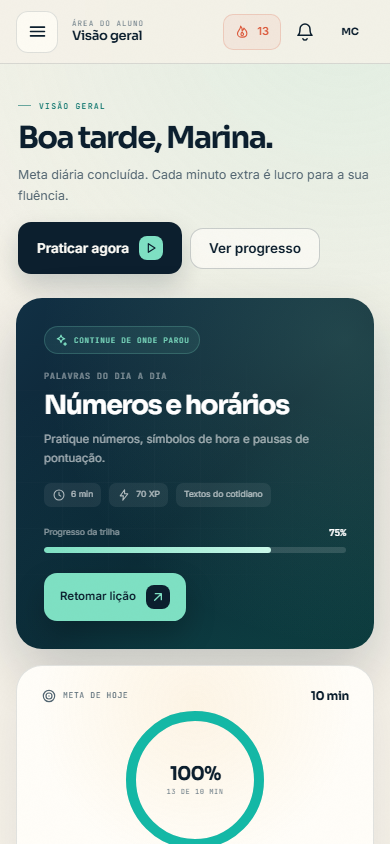 ÁREA DO ALUNO
Visão geral
13
MC
VISÃO GERAL
Boa tarde, Marina.
Meta diária concluída. Cada minuto extra é lucro para a sua
fluência.
Praticar agora
Ver progresso
CONTINUE DE ONDE PAROU
PALAVRAS DO DIA A DIA
Números e horários
Pratique números, símbolos de hora e pausas de
pontuação.
6 min
70 XP
Textos do cotidiano
Progresso da trilha
75%
Retomar lição
META DE HOJE
10 min
100%
13 DE 10 MIN